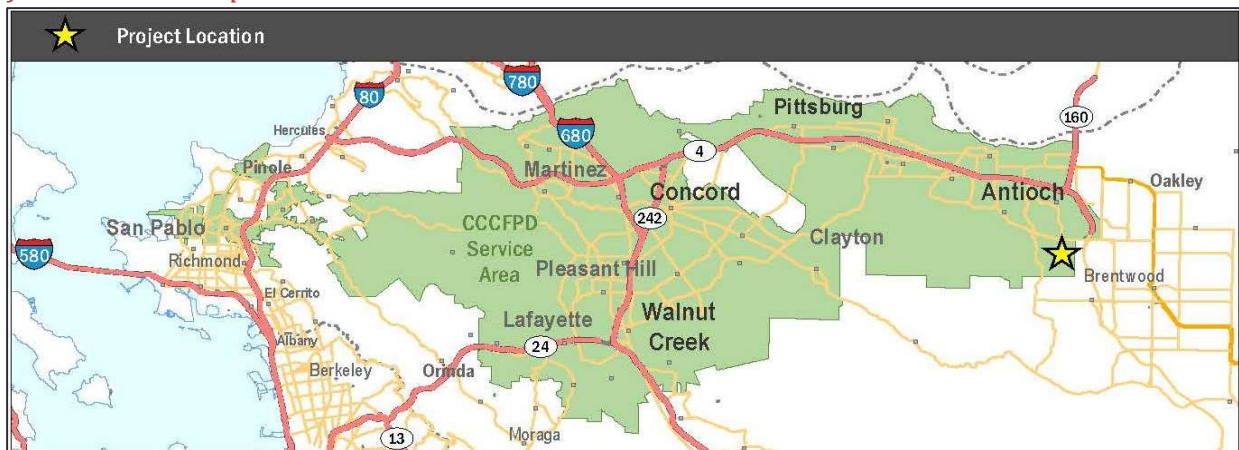 Project Location
780
80
160
Pittsburg
680
Hercules
4
Martinez
Pinole
Antioch
Oakley
Concord
San Pablo
242
CCCFPD
Service
Area
Clayton
580
Richmond
Pleasant Hill
Brentwood
El Cerrito
Lafayette
Walnut
Creek
Albany
24
Berkeley
Orinda
13
Moraga